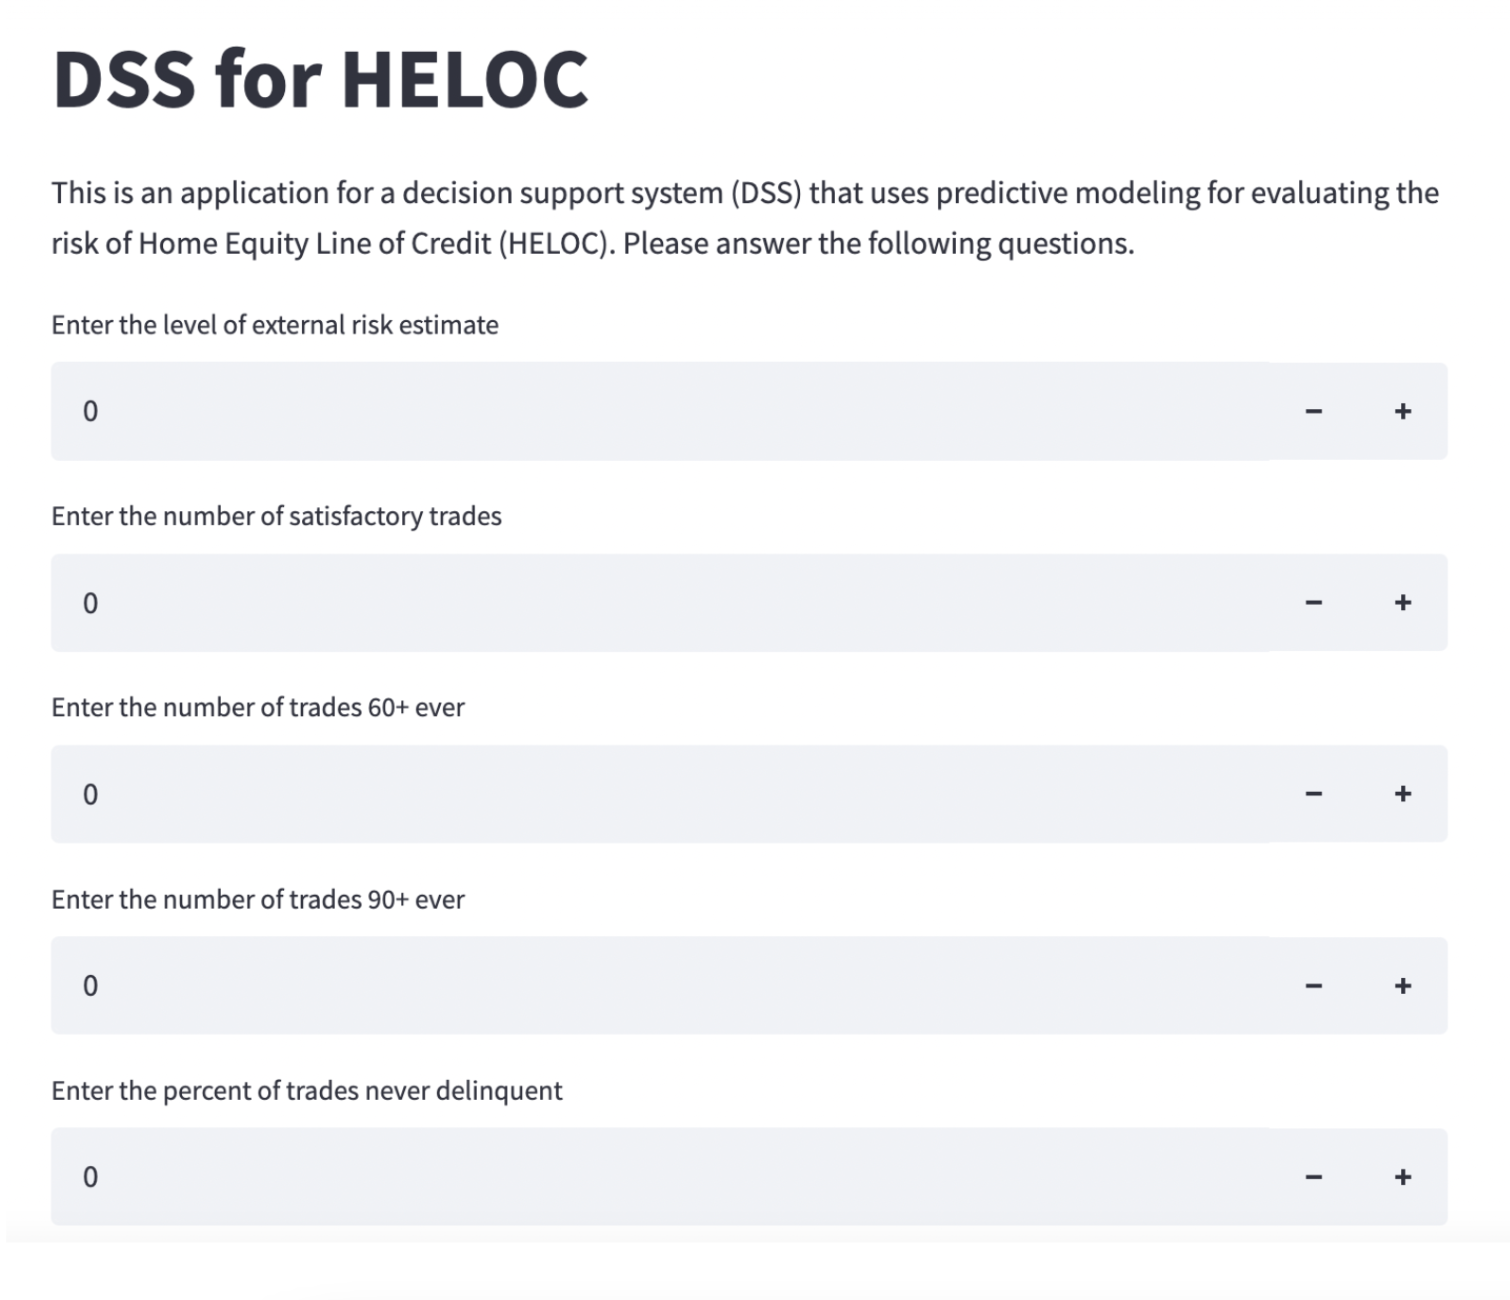 DSS for HELOC
This is an application for a decision support system (DSS) that uses predictive modeling for evaluating the
risk of Home Equity Line of Credit (HELOC). Please answer the following questions.
Enter the level of external risk estimate
0 − +
Enter the number of satisfactory trades
0 − +
Enter the number of trades 60+ ever
0 − +
Enter the number of trades 90+ ever
0 − +
Enter the percent of trades never delinquent
0 − +